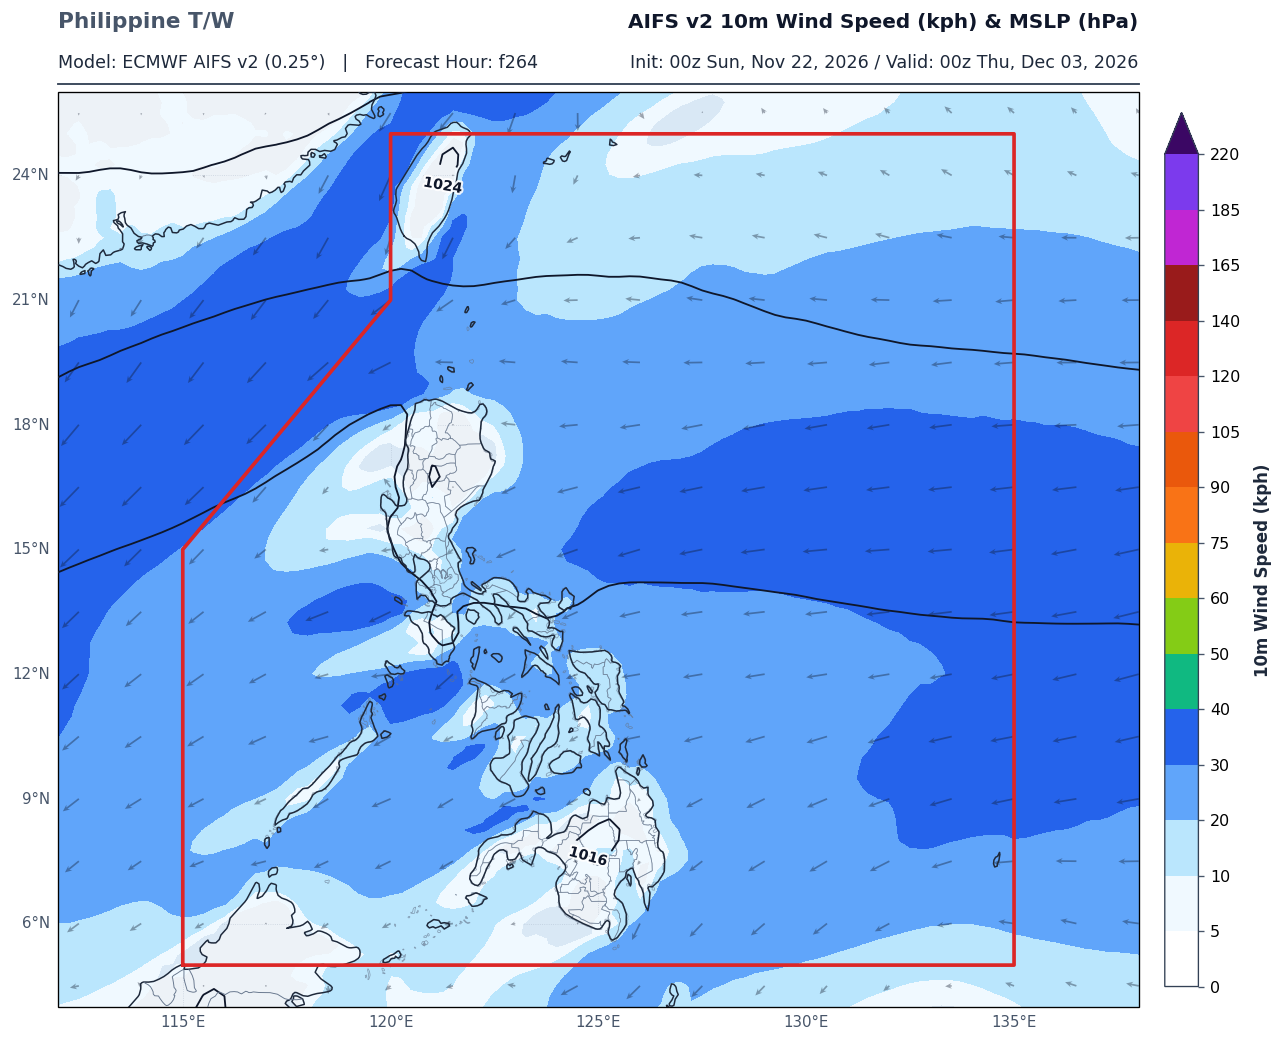 Philippine T/W
AIFS v2 10m Wind Speed (kph) & MSLP (hPa)
Model: ECMWF AIFS v2 (0.25°) | Forecast Hour: f264
Init: 00z Sun, Nov 22, 2026 / Valid: 00z Thu, Dec 03, 2026
24°N
21°N
18°N
15°N
12°N
9°N
6°N
1024
1016
115°E
120°E
125°E
130°E
135°E
220
185
165
140
120
105
90
75
60
50
40
30
20
10
5
0
10m Wind Speed (kph)